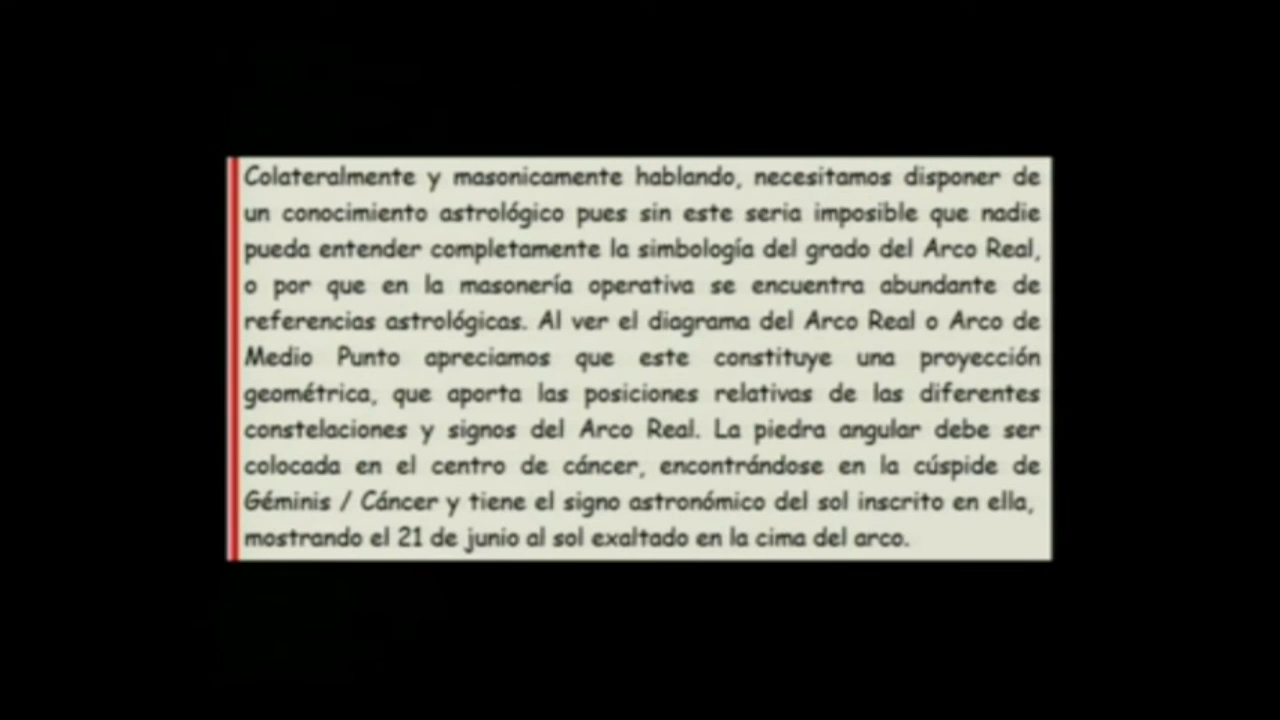 Colateralmente y masonicamente hablando, necesitamos disponer de
un conocimiento astrológico pues sin este seria imposible que nadie
pueda entender completamente la simbología del grado del Arco Real,
o por que en la masonería operativa se encuentra abundante de
referencias astrológicas. Al ver el diagrama del Arco Real o Arco de
Medio Punto apreciamos que este constituye una proyección
geométrica, que aporta las posiciones relativas de las diferentes
constelaciones y signos del Arco Real. La piedra angular debe ser
colocada en el centro de cáncer, encontrándose en la cúspide de
Géminis / Cáncer y tiene el signo astronómico del sol inscrito en ella,
mostrando el 21 de junio al sol exaltado en la cima del arco.